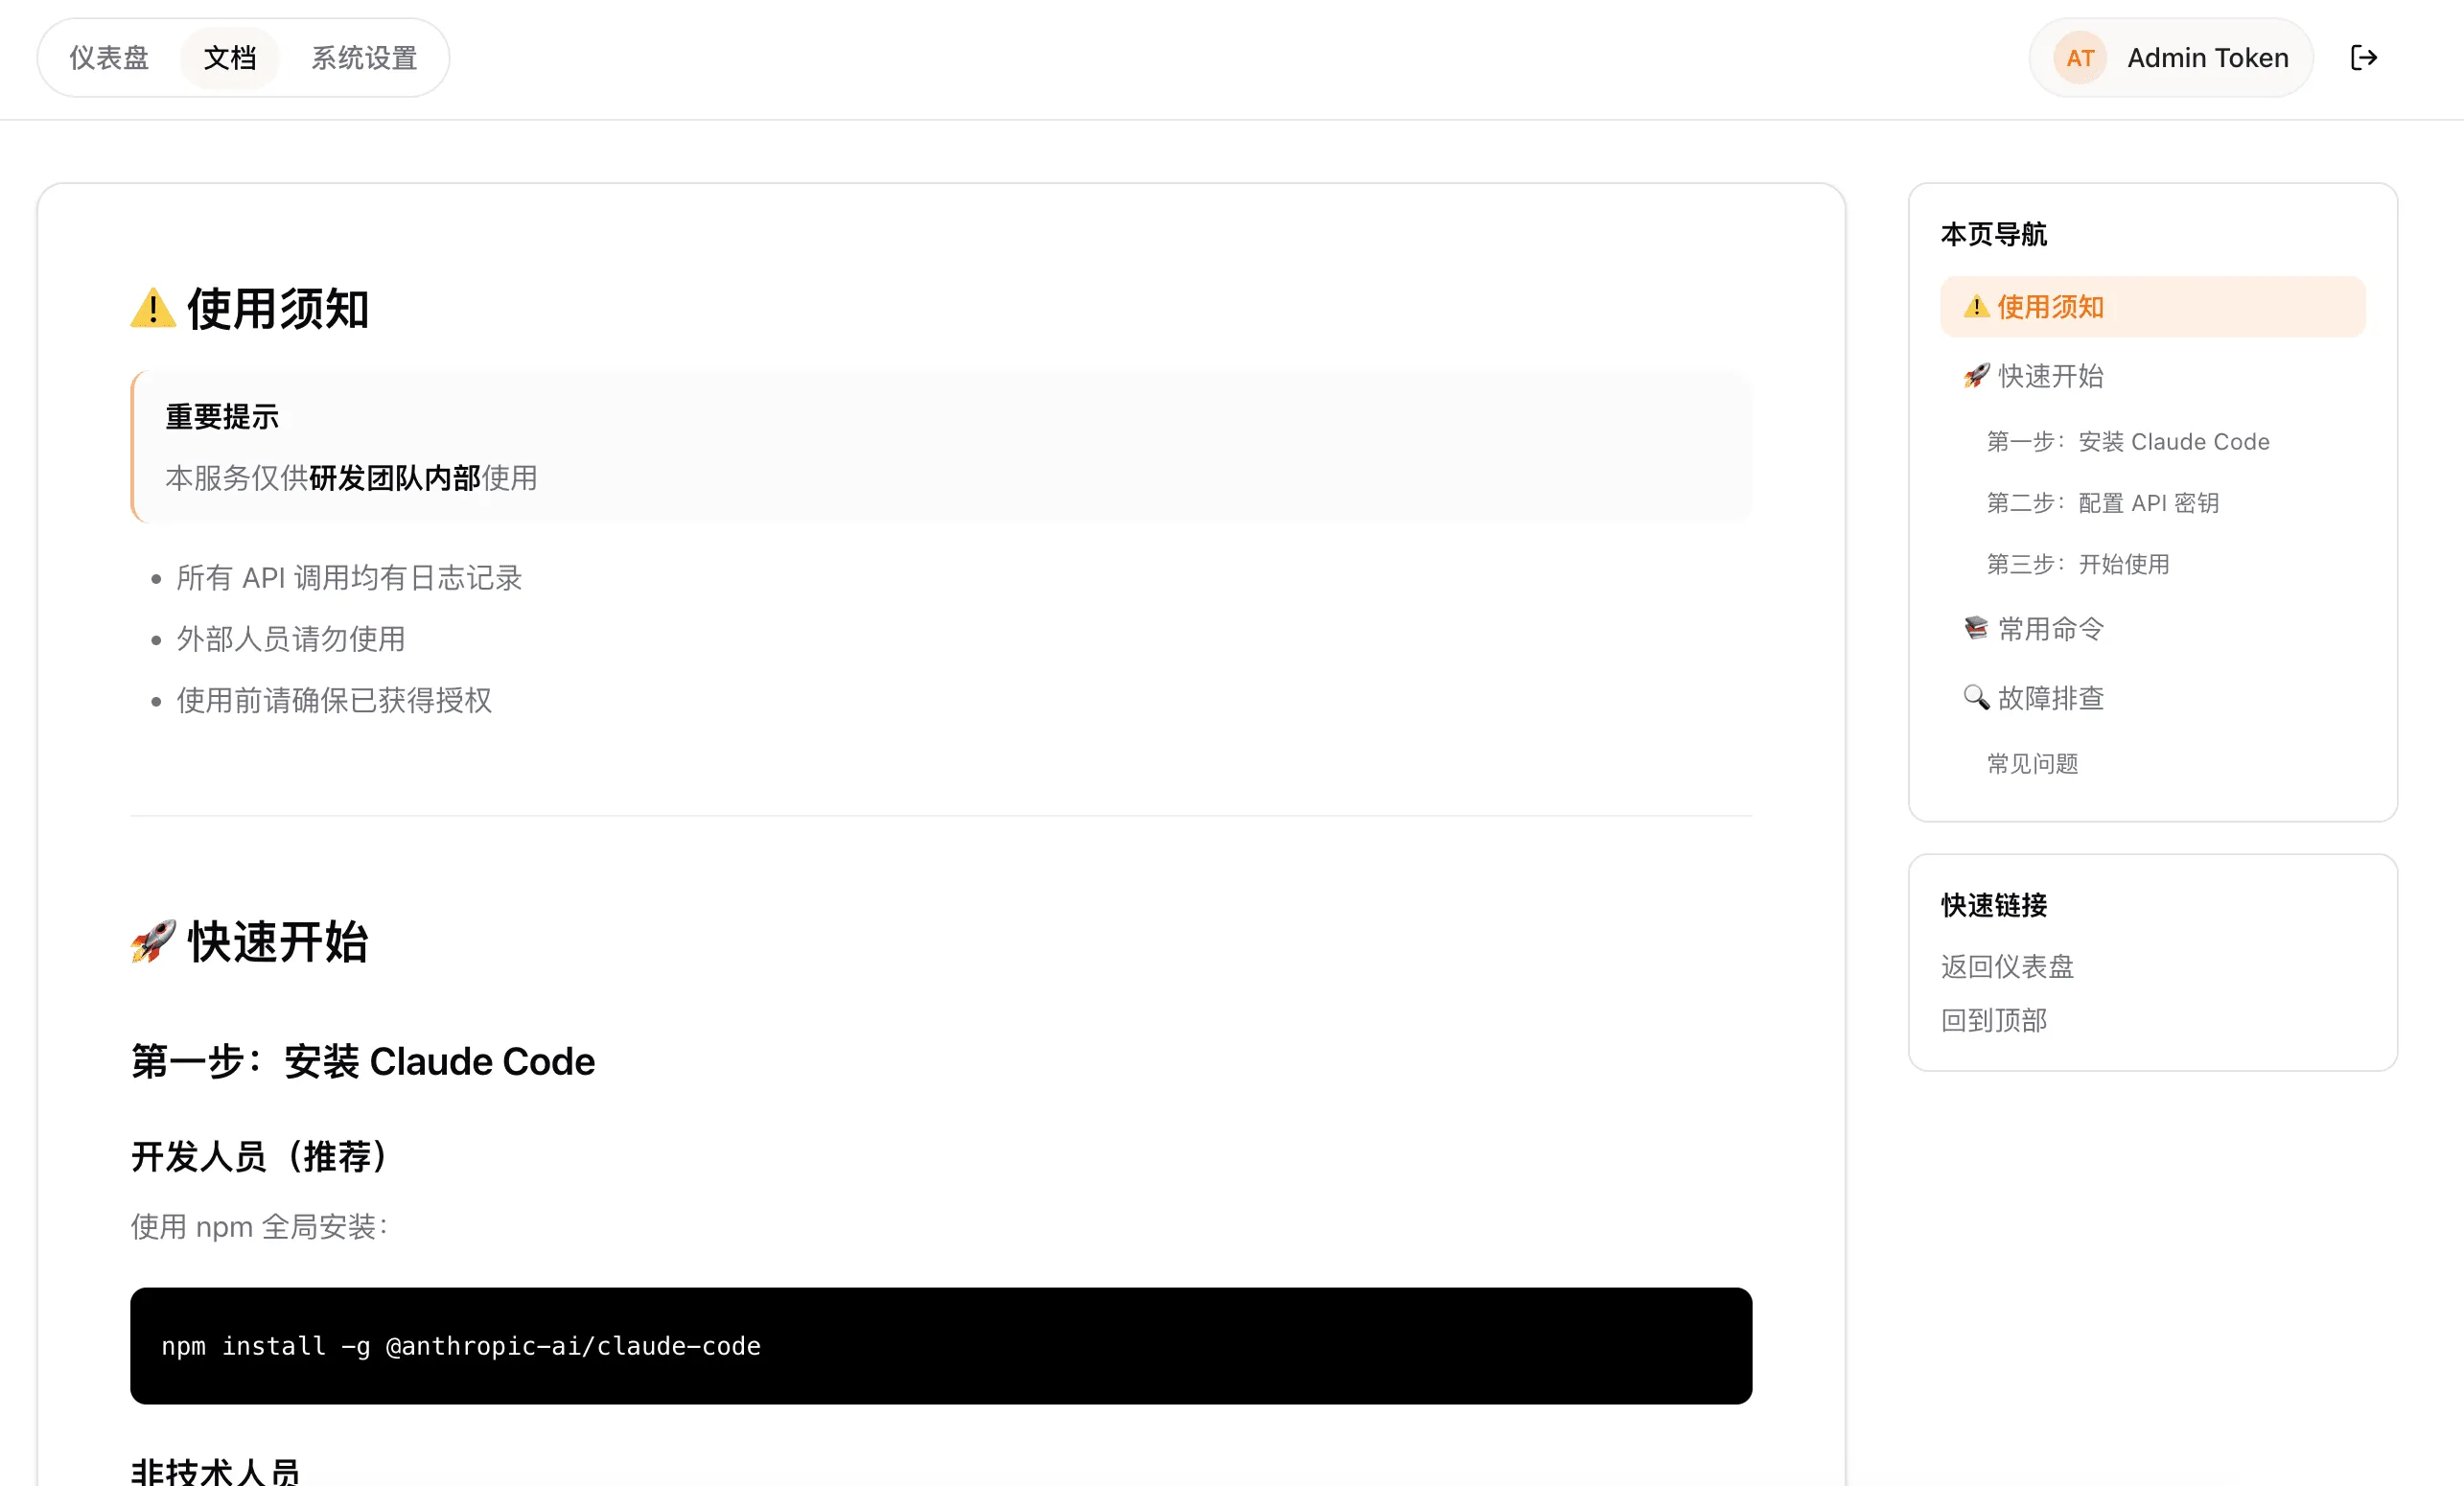 仪表盘
文档
系统设置
AT
Admin Token
⚠️ 使用须知
重要提示
本服务仅供研发团队内部使用
所有 API 调用均有日志记录
外部人员请勿使用
使用前请确保已获得授权
🚀 快速开始
第一步：安装 Claude Code
开发人员（推荐）
使用 npm 全局安装：
npm install -g @anthropic-ai/claude-code
非技术人员
本页导航
⚠️ 使用须知
🚀 快速开始
第一步：安装 Claude Code
第二步：配置 API 密钥
第三步：开始使用
📚 常用命令
🔍 故障排查
常见问题
快速链接
返回仪表盘
回到顶部